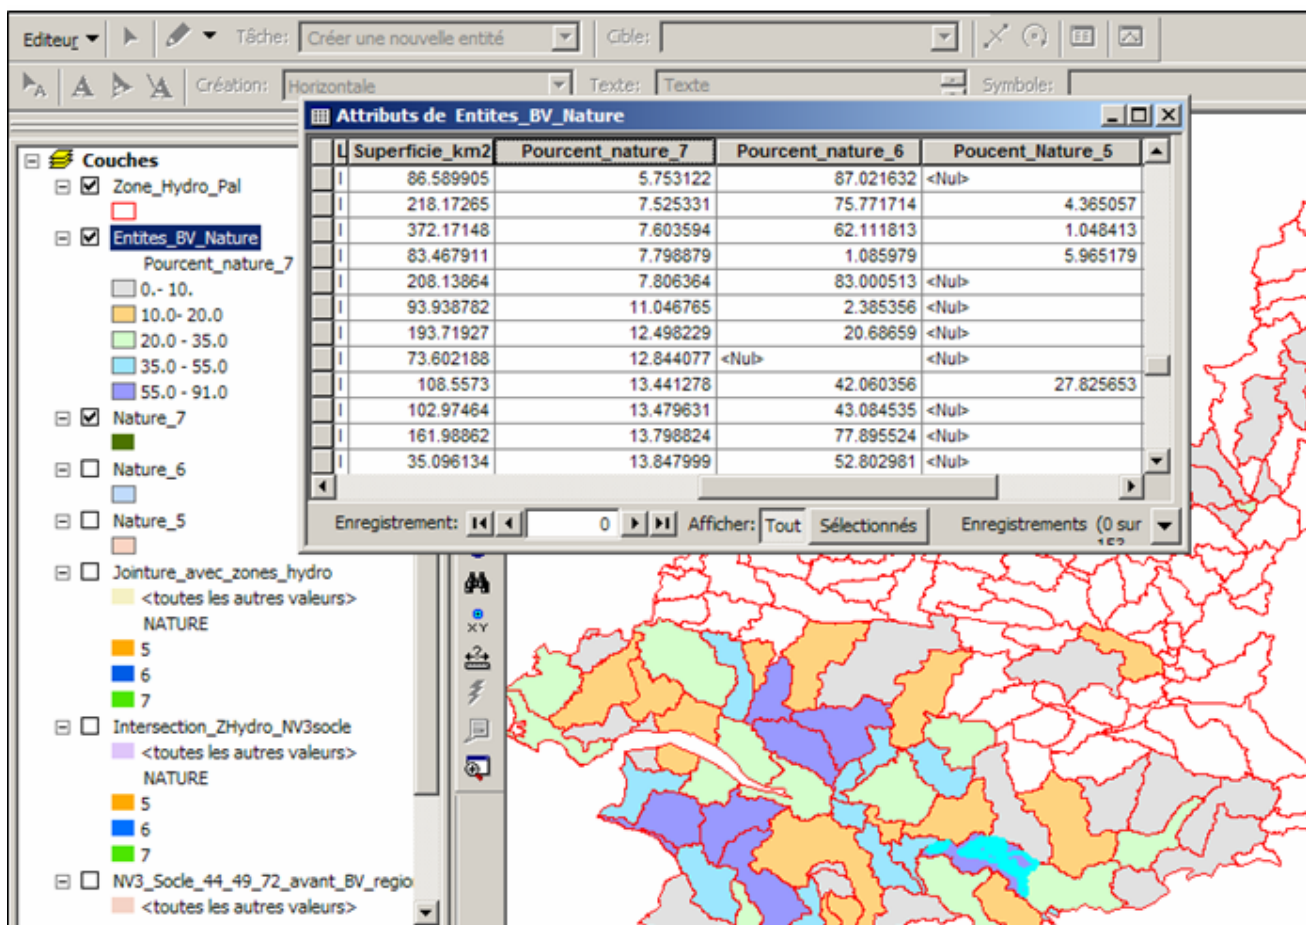 Editeur Tâche: Créer une nouvelle entité Cible:
A A A Création: Horizontale Texte: Texte Symbole:
Attributs de Entites_BV_Nature
L Superficie_km2 Pourcent_nature_7 Pourcent_nature_6 Poucent_Nature_5
I 86.589905 5.753122 87.021632 <Nul>
I 218.17265 7.525331 75.771714 4.365057
I 372.17148 7.603594 62.111813 1.048413
I 83.467911 7.798879 1.085979 5.965179
I 208.13864 7.806364 83.000513 <Nul>
I 93.938782 11.046765 2.385356 <Nul>
I 193.71927 12.498229 20.68659 <Nul>
I 73.602188 12.844077 <Nul> <Nul>
I 108.5573 13.441278 42.060356 27.825653
I 102.97464 13.479631 43.084535 <Nul>
I 161.98862 13.798824 77.895524 <Nul>
I 35.096134 13.847999 52.802981 <Nul>
Enregistrement: 0 Afficher: Tout Sélectionnés Enregistrements (0 sur
Couches
Zone_Hydro_Pal
Entites_BV_Nature
Pourcent_nature_7
0.- 10.
10.0- 20.0
20.0 - 35.0
35.0 - 55.0
55.0 - 91.0
Nature_7
Nature_6
Nature_5
Jointure_avec_zones_hydro
<toutes les autres valeurs>
NATURE
5
6
7
Intersection_ZHydro_NV3socle
<toutes les autres valeurs>
NATURE
5
6
7
NV3_Socle_44_49_72_avant_BV_regio
<toutes les autres valeurs>
XY